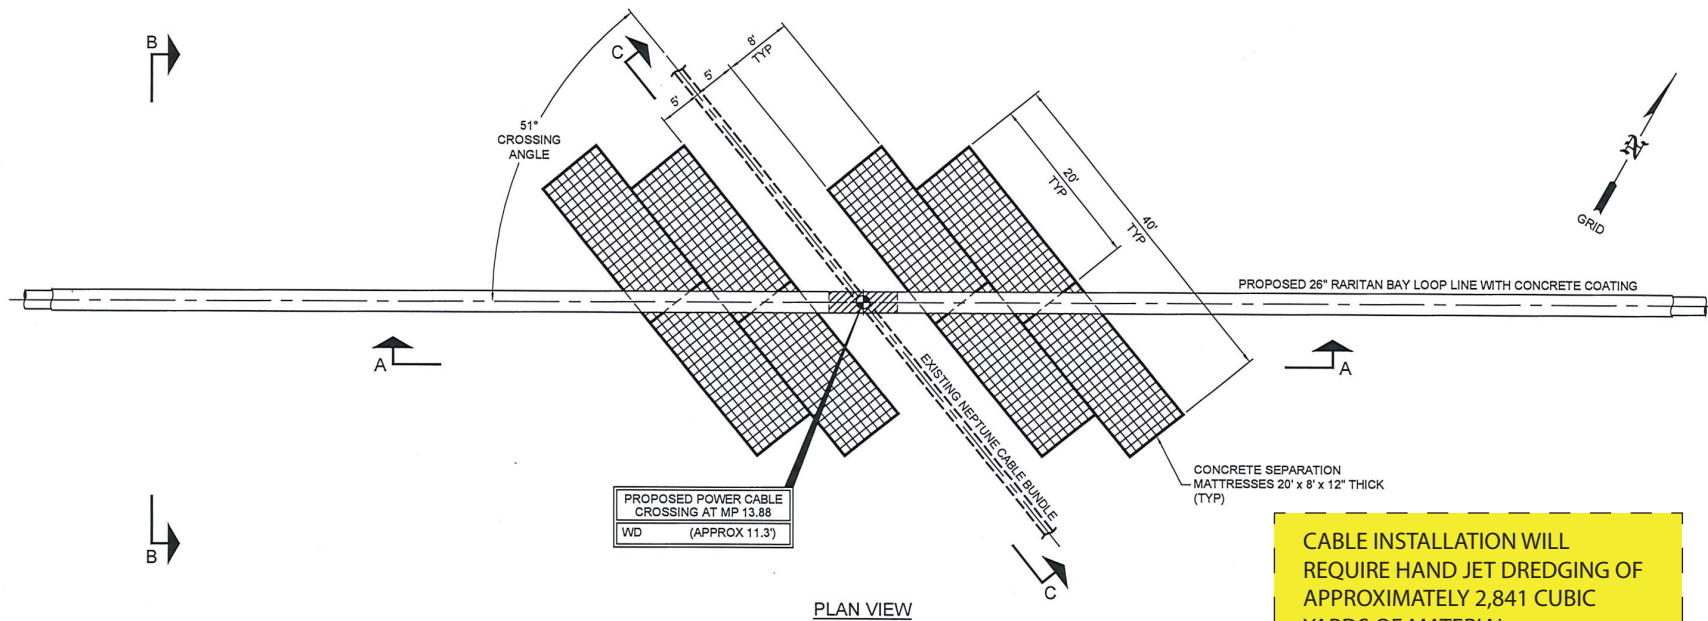 B
C
8'
TYP
5'
5'
51°
CROSSING
ANGLE
20'
TYP
40'
TYP
N
GRID
PROPOSED 26" RARITAN BAY LOOP LINE WITH CONCRETE COATING
A
A
EXISTING NEPTUNE CABLE BUNDLE
CONCRETE SEPARATION
MATTRESSES 20' x 8' x 12" THICK
(TYP)
PROPOSED POWER CABLE
CROSSING AT MP 13.88
WD (APPROX 11.3')
B
C
PLAN VIEW
CABLE INSTALLATION WILL
REQUIRE HAND JET DREDGING OF
APPROXIMATELY 2,841 CUBIC
YARDS OF MATERIAL